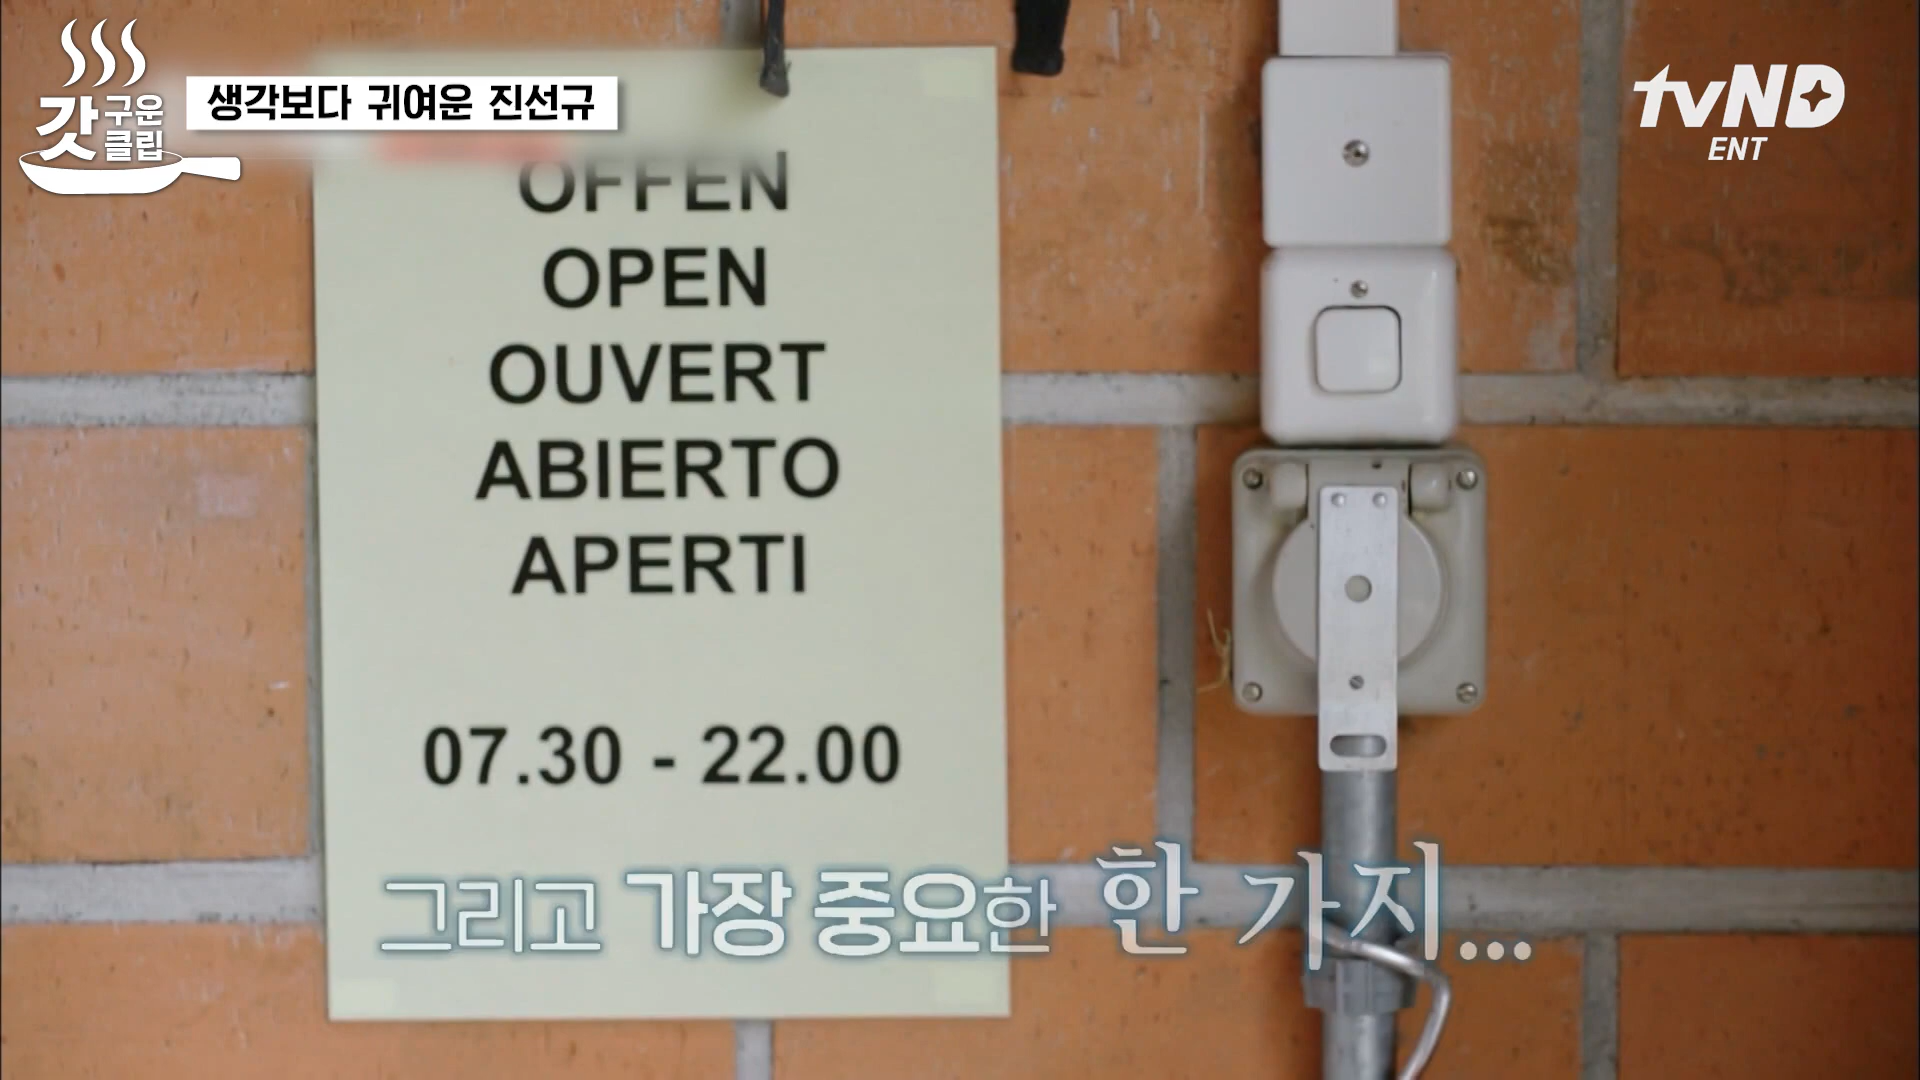 갓구운클립
생각보다 귀여운 진선규
tvND
ENT
OFFEN
OPEN
OUVERT
ABIERTO
APERTI
07.30 - 22.00
그리고 가장 중요한 한 가지...